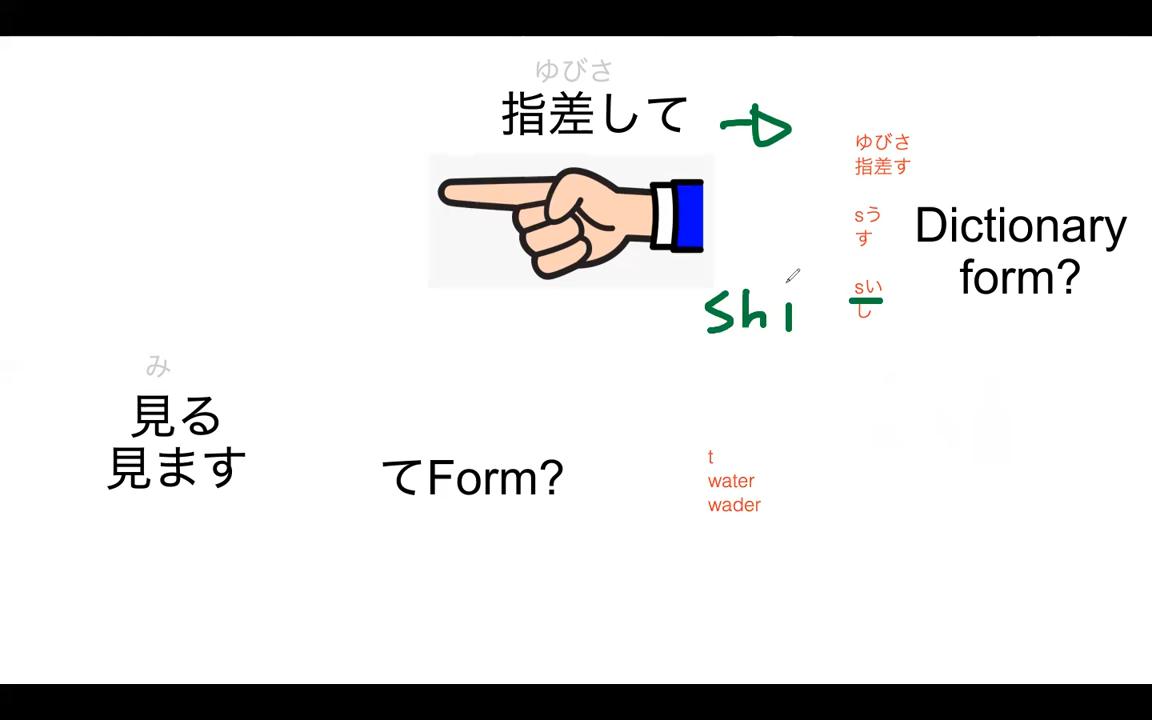 ゆびさ
指差して
ゆびさ
指差す
sう
す
Dictionary
form?
sい
し
shi
み
見る
見ます
てForm?
t
water
wader